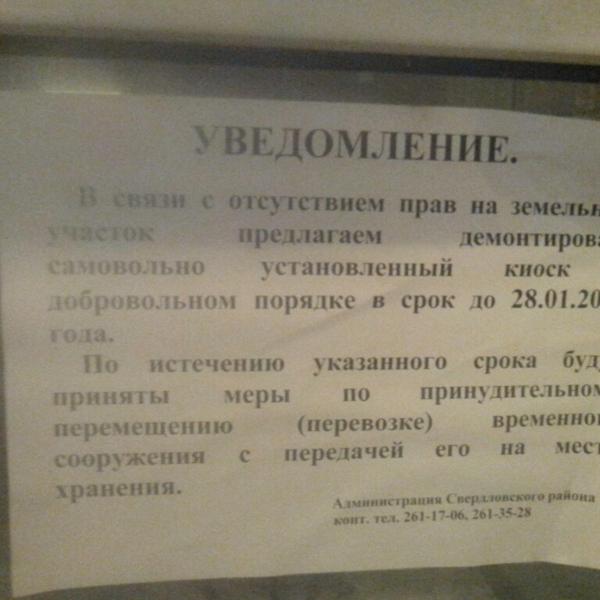 УВЕДОМЛЕНИЕ.
В связи с отсутствием прав на земельн
участок предлагаем демонтирова
самовольно установленный киоск
добровольном порядке в срок до 28.01.20
года.
По истечению указанного срока буд
приняты меры по принудительном
перемещению (перевозке) временно
сооружения с передачей его на мест
хранения.
Администрация Свердловского района
конт. тел. 261-17-06, 261-35-28